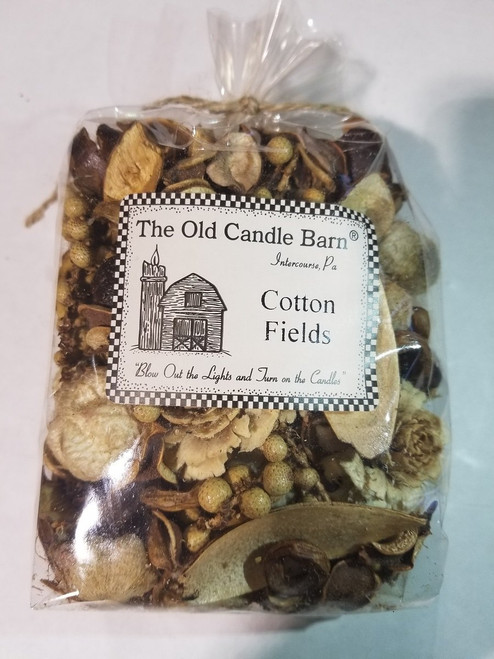 The Old Candle Barn®
Intercourse, Pa
Cotton
Fields
"Blow Out the Lights and Turn on the Candles"